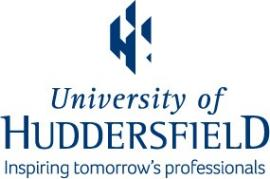 University of
HUDDERSFIELD
Inspiring tomorrow's professionals